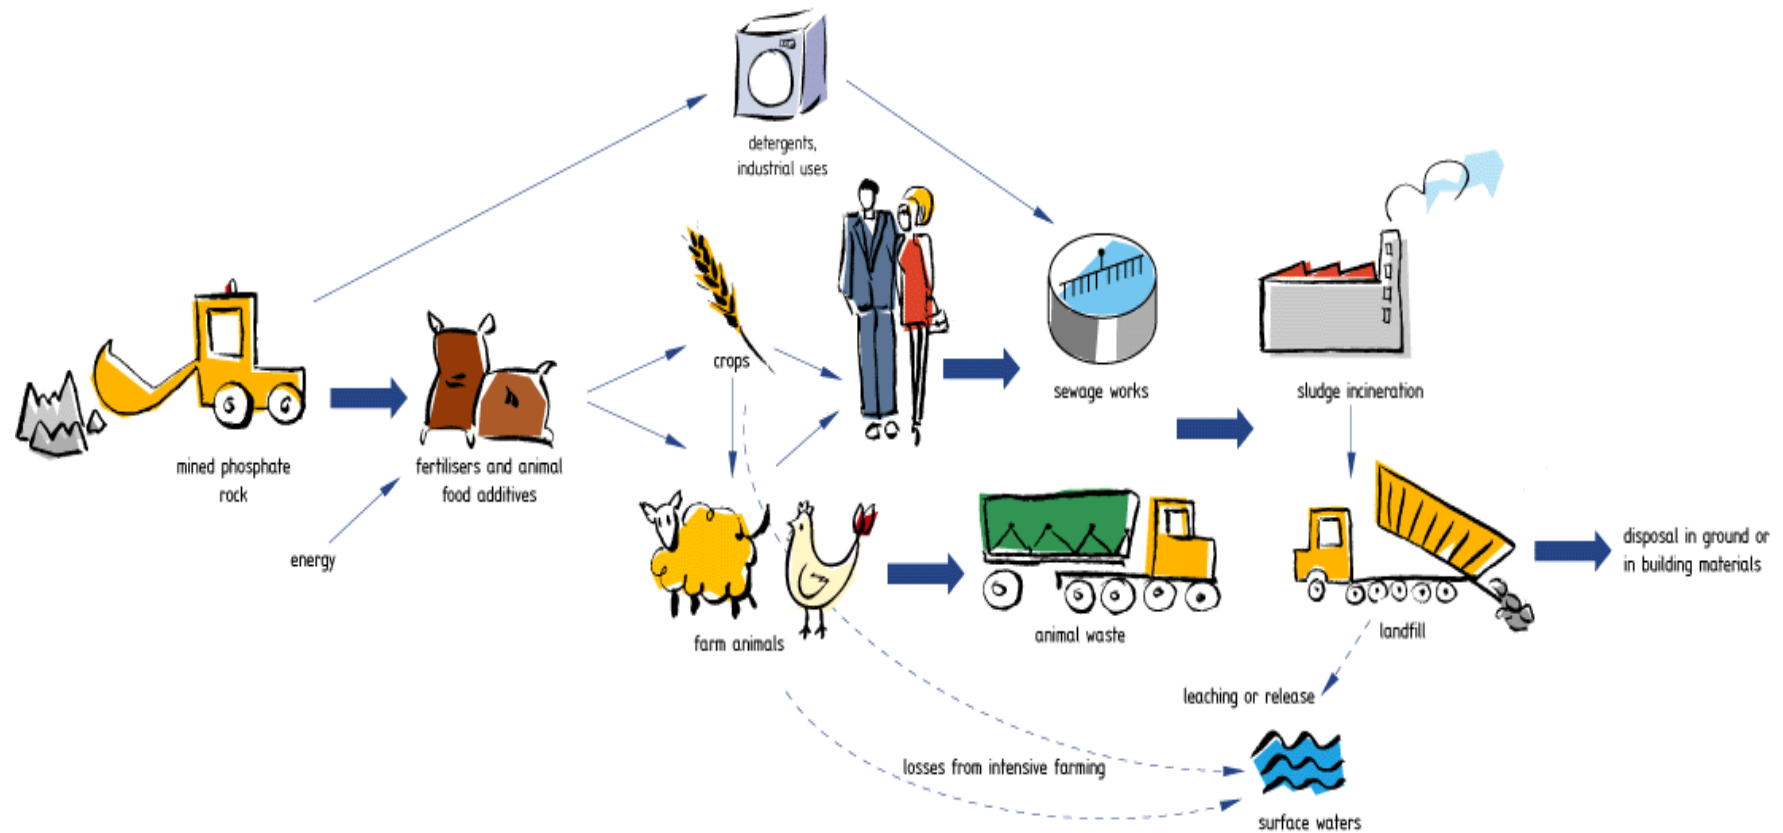 detergents,
industrial uses
crops
sewage works
sludge incineration
mined phosphate
rock
fertilisers and animal
food additives
energy
disposal in ground or
in building materials
farm animals
animal waste
landfill
leaching or release
losses from intensive farming
surface waters